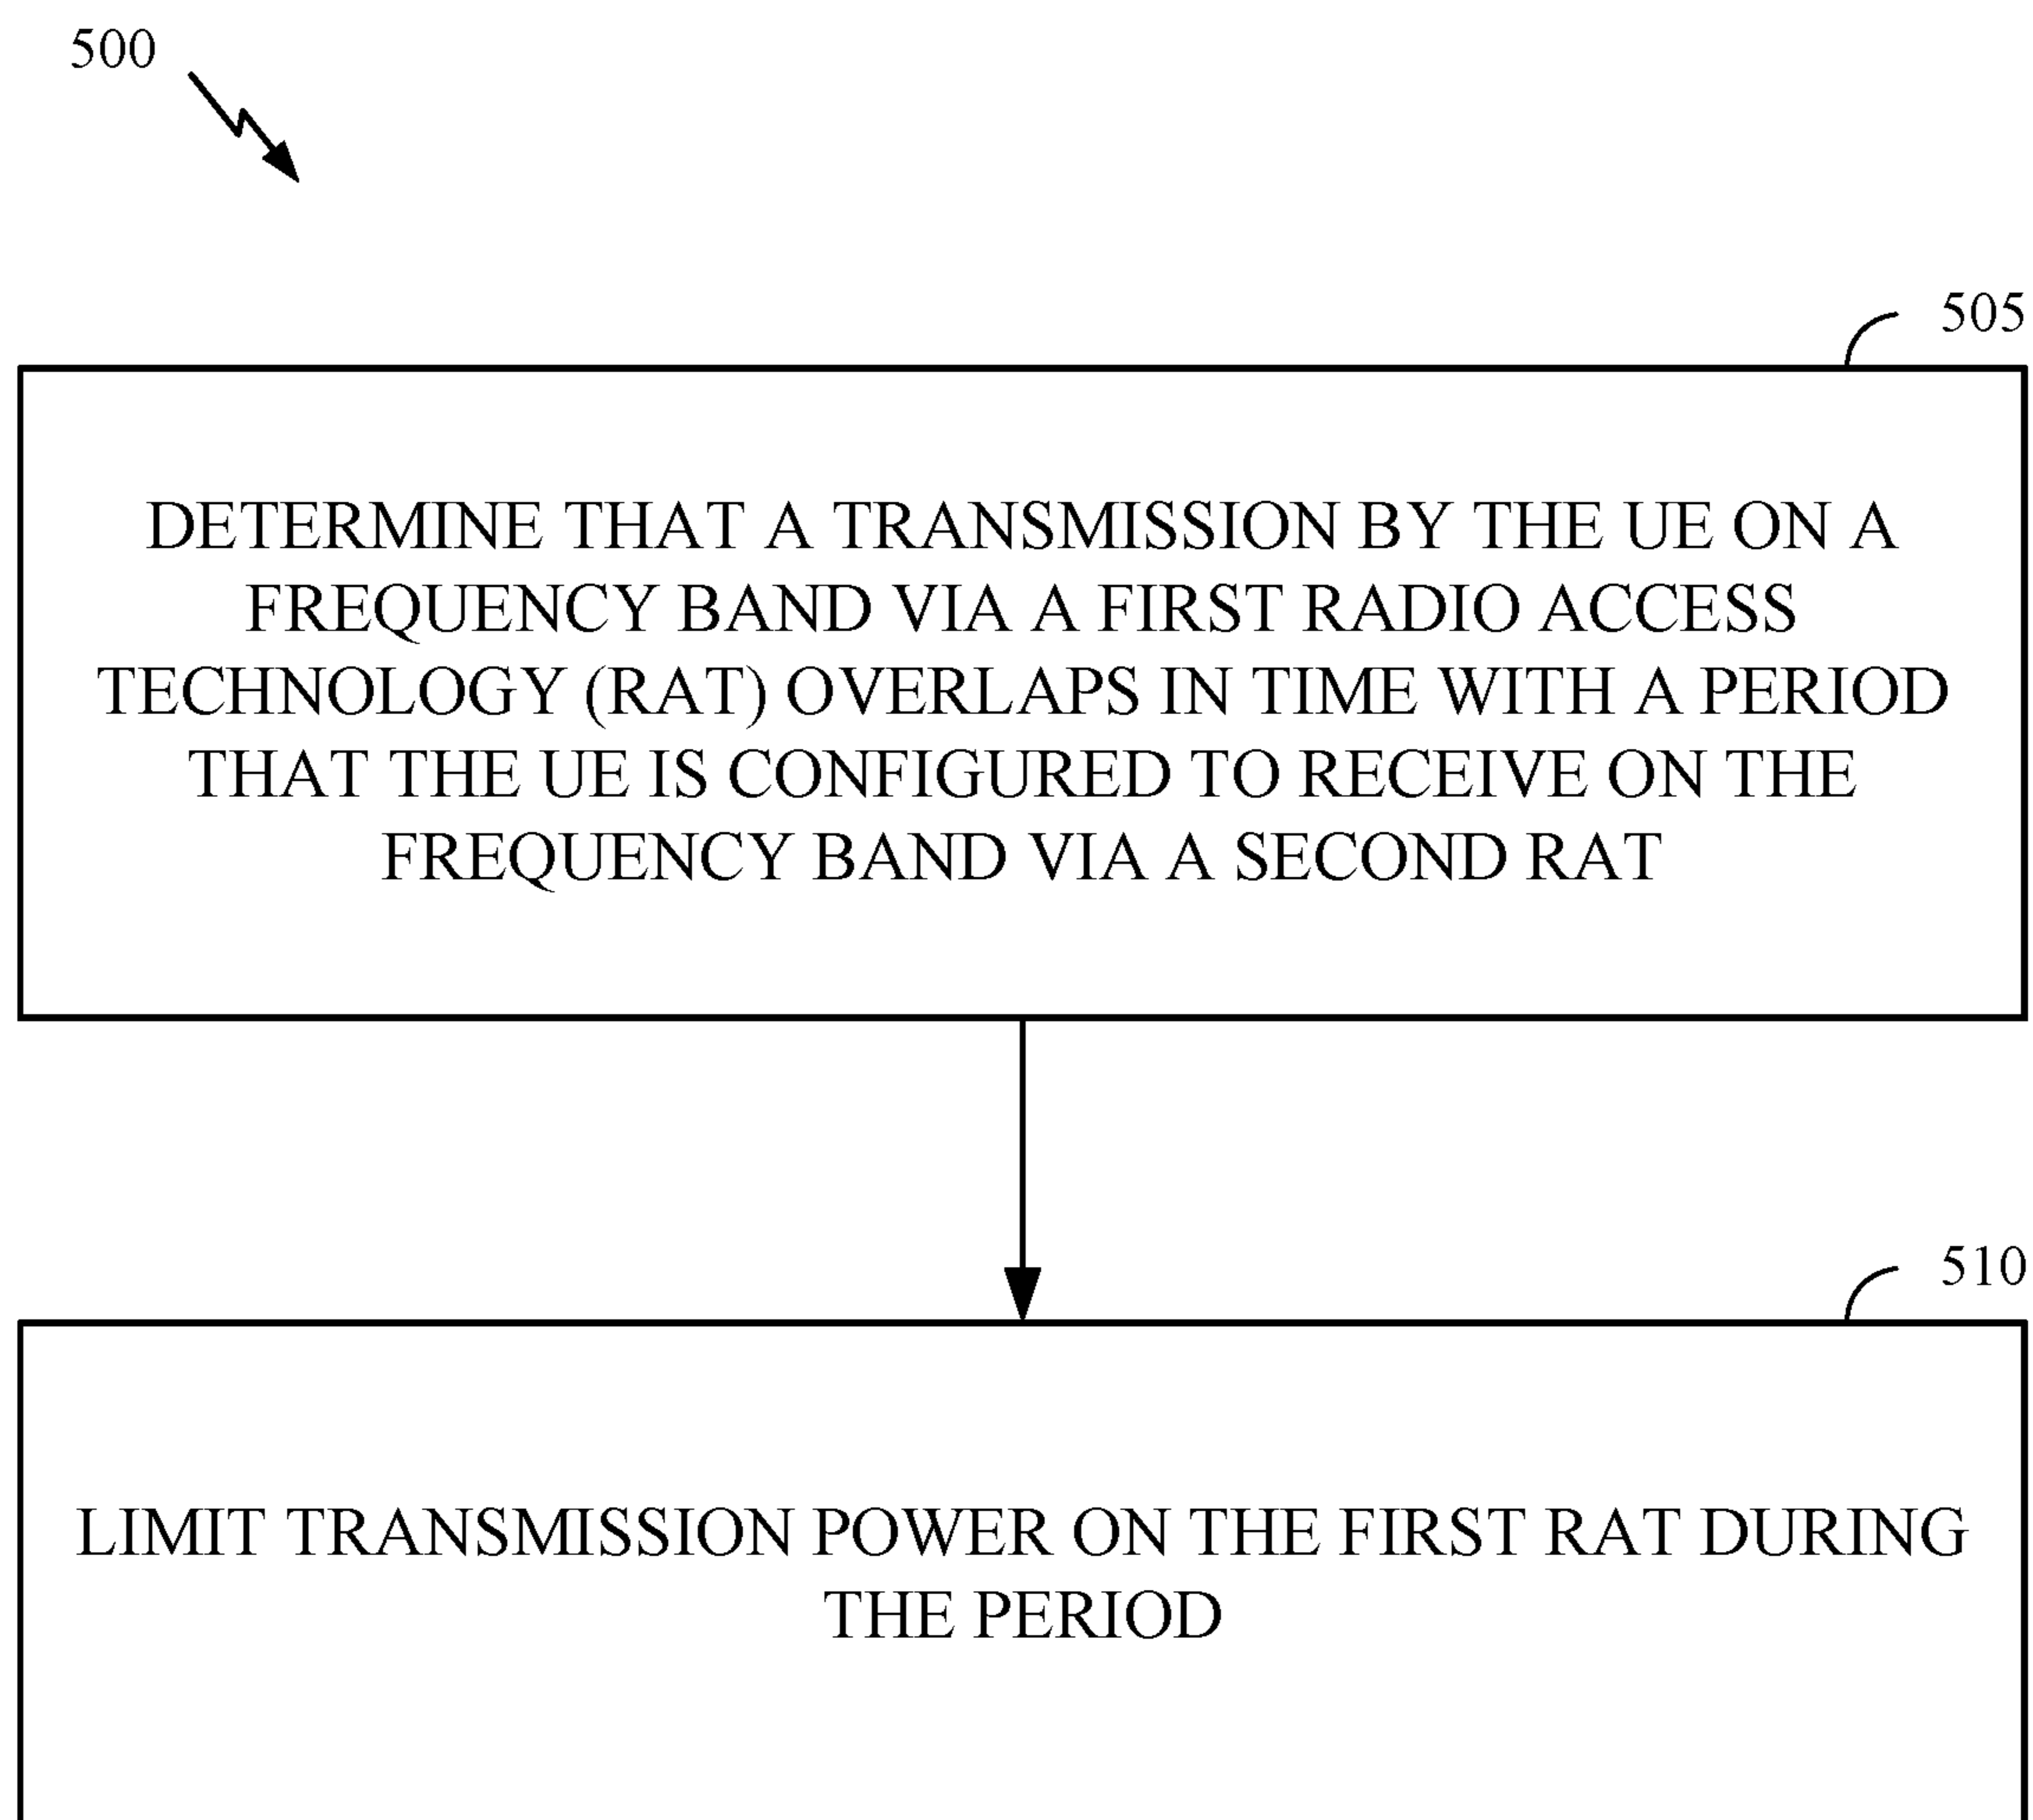 500
505
DETERMINE THAT A TRANSMISSION BY THE UE ON A
FREQUENCY BAND VIA A FIRST RADIO ACCESS
TECHNOLOGY (RAT) OVERLAPS IN TIME WITH A PERIOD
THAT THE UE IS CONFIGURED TO RECEIVE ON THE
FREQUENCY BAND VIA A SECOND RAT
510
LIMIT TRANSMISSION POWER ON THE FIRST RAT DURING
THE PERIOD